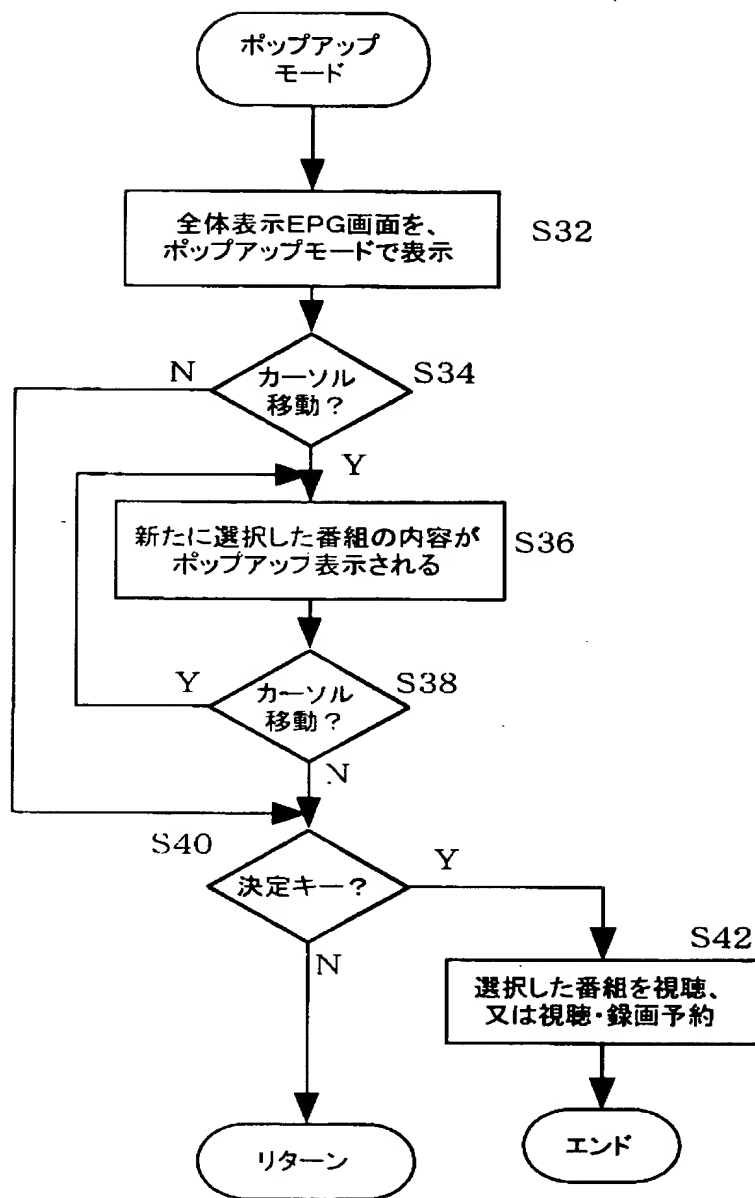 ポップアップ
モード
全体表示EPG画面を、
ポップアップモードで表示
S32
N
カーソル
移動？
S34
Y
新たに選択した番組の内容が
ポップアップ表示される
S36
Y
カーソル
移動？
S38
N
S40
決定キー？
Y
N
S42
選択した番組を視聴、
又は視聴・録画予約
リターン
エンド